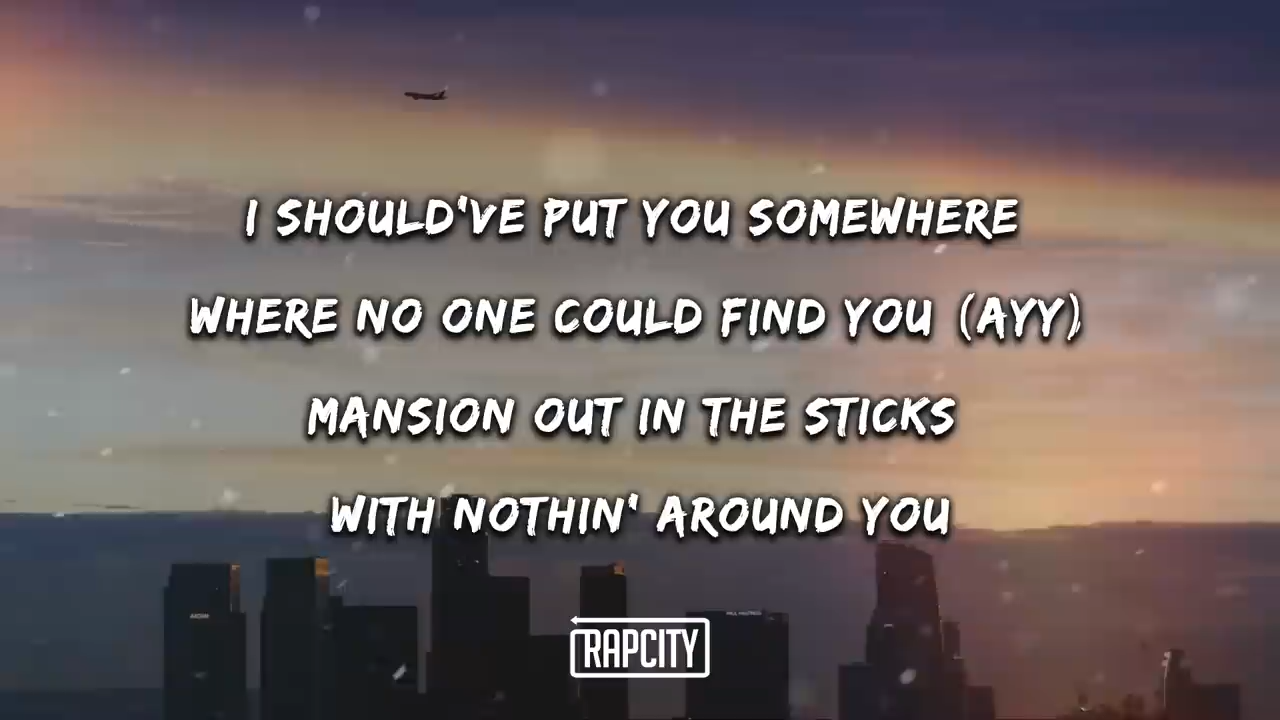 I SHOULD'VE PUT YOU SOMEWHERE
WHERE NO ONE COULD FIND YOU (AYY)
MANSION OUT IN THE STICKS
WITH NOTHIN' AROUND YOU
RAPCITY